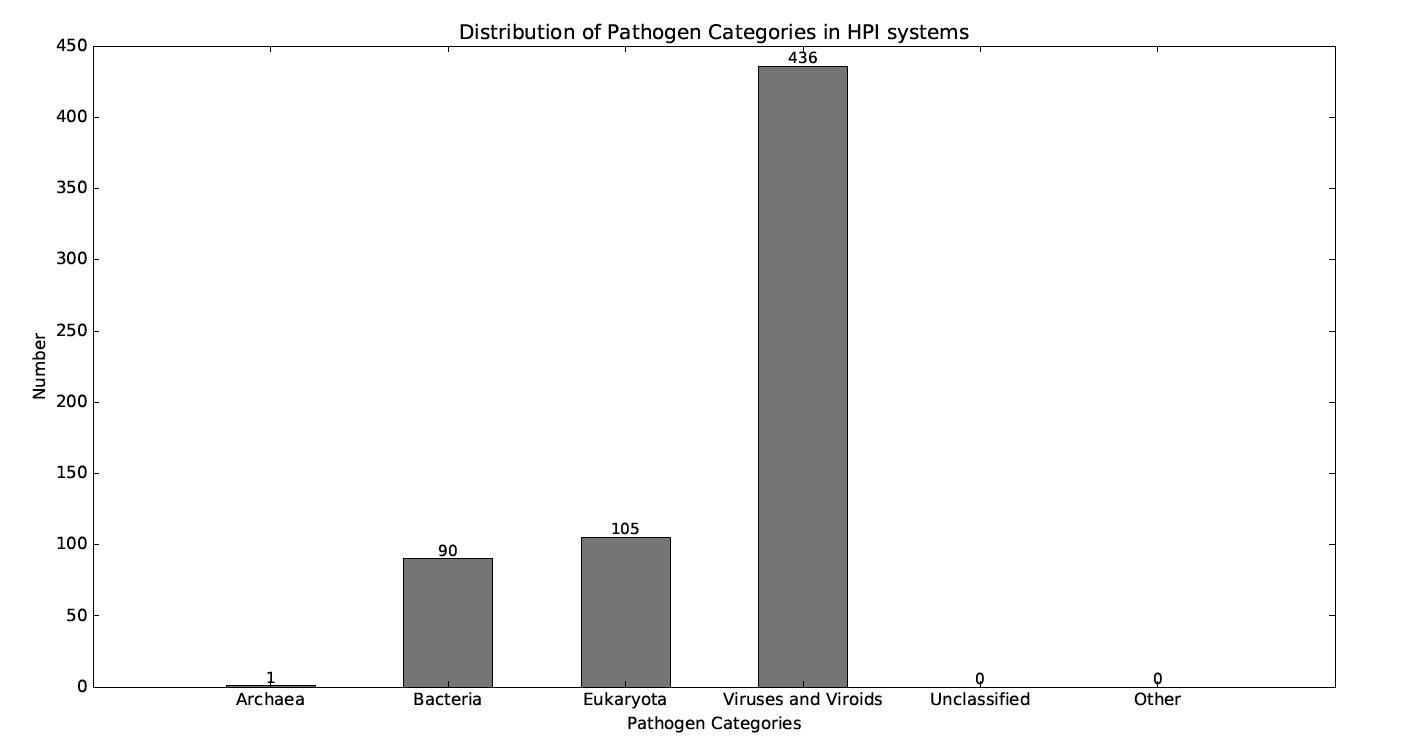 Distribution of Pathogen Categories in HPI systems
450
400
350
300
250
200
150
100
50
0
Number
1
90
105
436
0
0
Archaea
Bacteria
Eukaryota
Viruses and Viroids
Unclassified
Other
Pathogen Categories